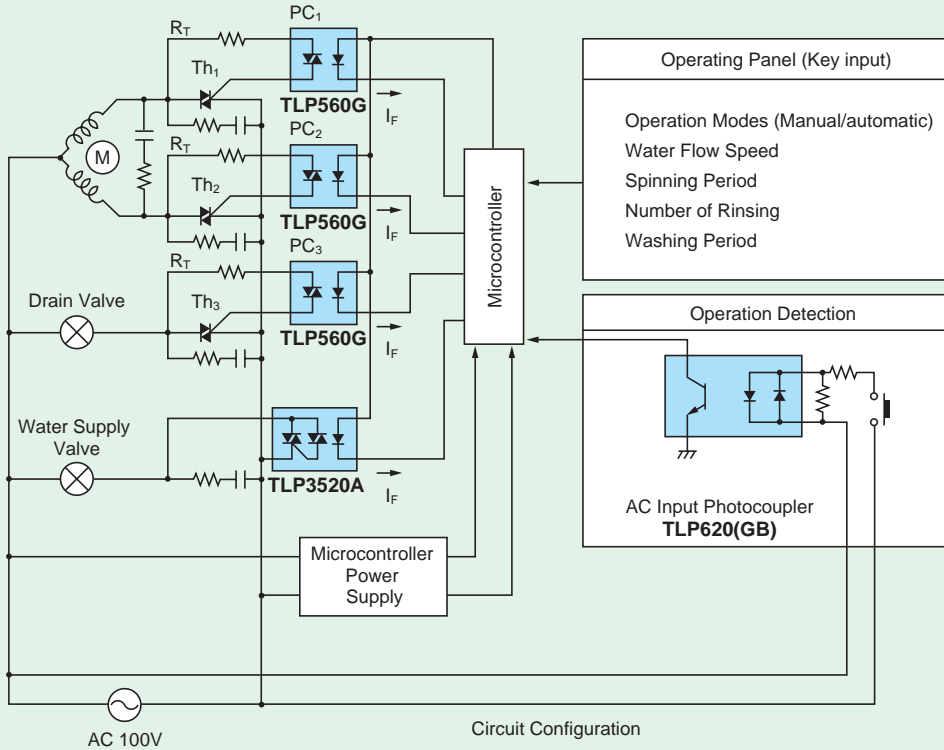 PC1
RT
Th1
TLP560G
IF
PC2
RT
Th2
TLP560G
IF
PC3
RT
Th3
TLP560G
IF
M
Drain Valve
Water Supply
Valve
TLP3520A
IF
Microcontroller
Microcontroller
Power
Supply
AC 100V
Operating Panel (Key input)
Operation Modes (Manual/automatic)
Water Flow Speed
Spinning Period
Number of Rinsing
Washing Period
Operation Detection
AC Input Photocoupler
TLP620(GB)
Circuit Configuration